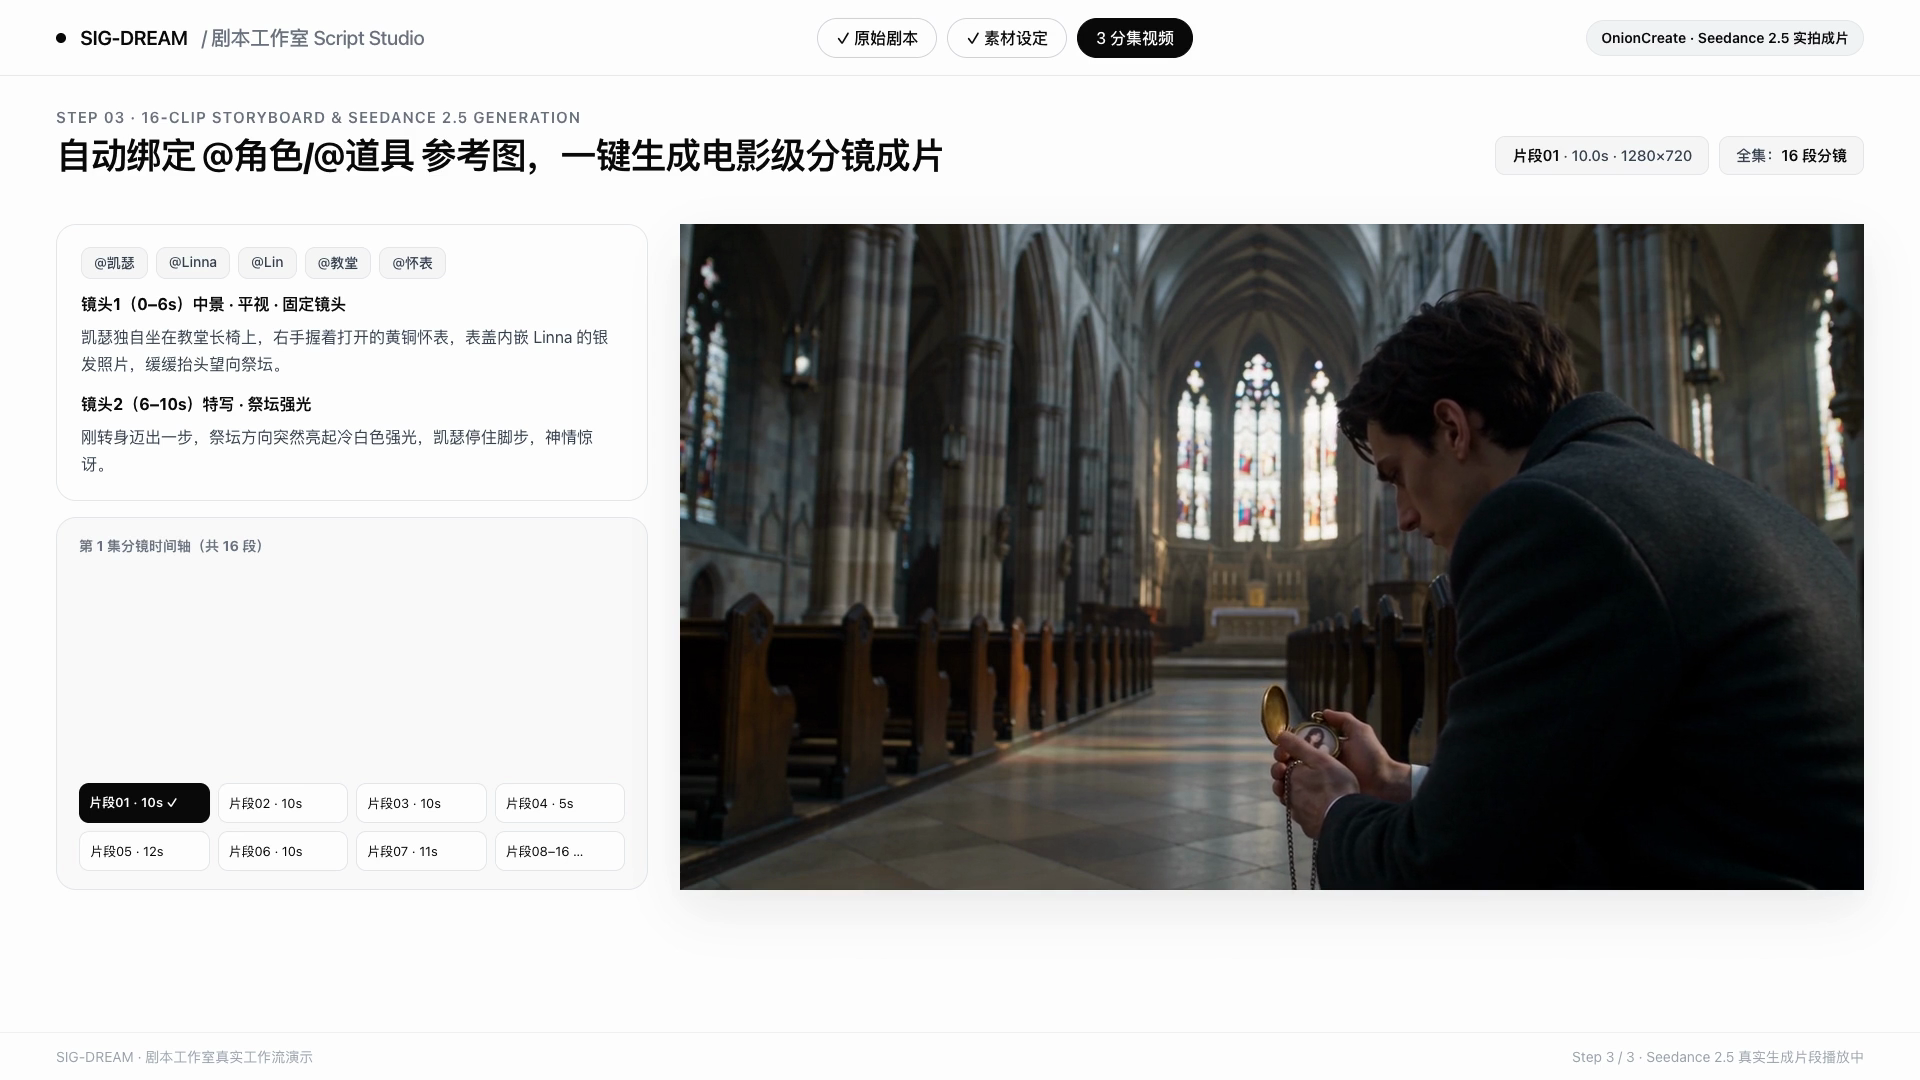 SIG-DREAM / 剧本工作室 Script Studio
✓ 原始剧本
✓ 素材设定
3 分集视频
OnionCreate · Seedance 2.5 实拍成片
STEP 03 · 16-CLIP STORYBOARD & SEEDANCE 2.5 GENERATION
自动绑定 @角色/@道具 参考图，一键生成电影级分镜成片
片段01 · 10.0s · 1280×720
全集：16 段分镜
@凯瑟
@Linna
@Lin
@教堂
@怀表
镜头1（0–6s）中景 · 平视 · 固定镜头
凯瑟独自坐在教堂长椅上，右手握着打开的黄铜怀表，表盖内嵌 Linna 的银
发照片，缓缓抬头望向祭坛。
镜头2（6–10s）特写 · 祭坛强光
刚转身迈出一步，祭坛方向突然亮起冷白色强光，凯瑟停住脚步，神情惊
讶。
第 1 集分镜时间轴（共 16 段）
片段01 · 10s ✓
片段02 · 10s
片段03 · 10s
片段04 · 5s
片段05 · 12s
片段06 · 10s
片段07 · 11s
片段08–16 ...
SIG-DREAM · 剧本工作室真实工作流演示
Step 3 / 3 · Seedance 2.5 真实生成片段播放中